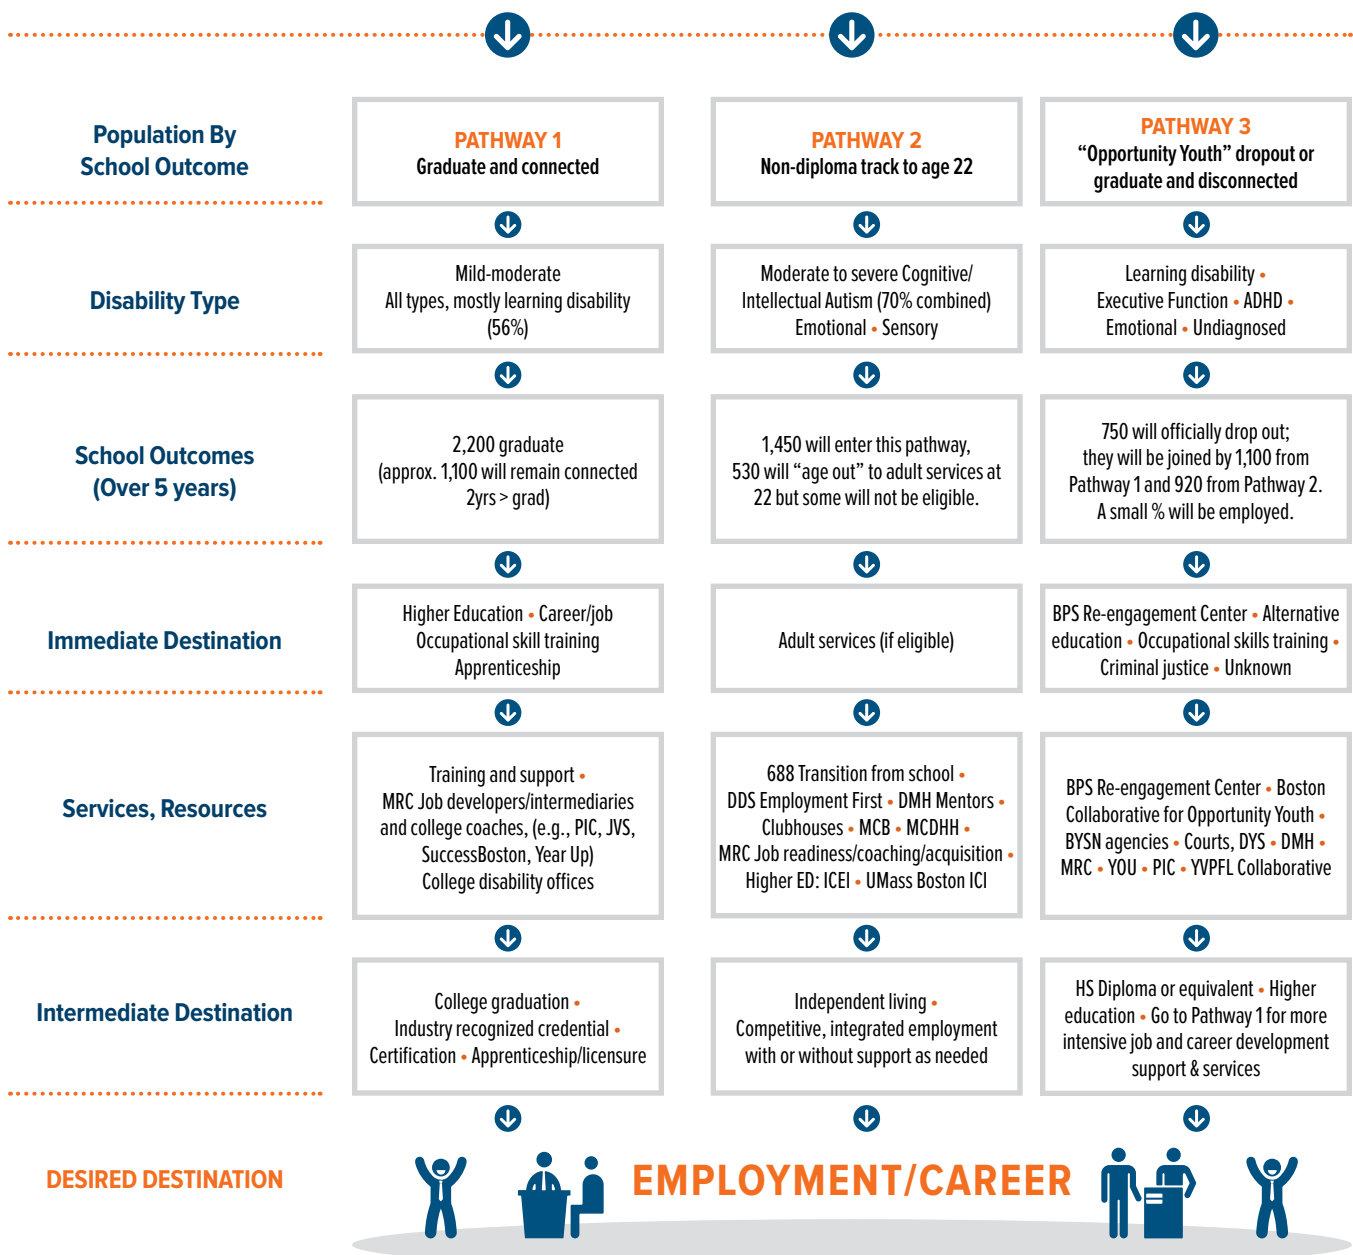 Population By
School Outcome
PATHWAY 1
Graduate and connected
PATHWAY 2
Non-diploma track to age 22
PATHWAY 3
“Opportunity Youth” dropout or
graduate and disconnected
Disability Type
Mild-moderate
All types, mostly learning disability
(56%)
Moderate to severe Cognitive/
Intellectual Autism (70% combined)
Emotional • Sensory
Learning disability •
Executive Function • ADHD •
Emotional • Undiagnosed
School Outcomes
(Over 5 years)
2,200 graduate
(approx. 1,100 will remain connected
2yrs > grad)
1,450 will enter this pathway,
530 will “age out” to adult services at
22 but some will not be eligible.
750 will officially drop out;
they will be joined by 1,100 from
Pathway 1 and 920 from Pathway 2.
A small % will be employed.
Immediate Destination
Higher Education • Career/job
Occupational skill training
Apprenticeship
Adult services (if eligible)
BPS Re-engagement Center • Alternative
education • Occupational skills training •
Criminal justice • Unknown
Services, Resources
Training and support •
MRC Job developers/intermediaries
and college coaches, (e.g., PIC, JVS,
SuccessBoston, Year Up)
College disability offices
688 Transition from school •
DDS Employment First • DMH Mentors •
Clubhouses • MCB • MCDHH •
MRC Job readiness/coaching/acquisition •
Higher ED: ICEI • UMass Boston ICI
BPS Re-engagement Center • Boston
Collaborative for Opportunity Youth •
BYSN agencies • Courts, DYS • DMH •
MRC • YOU • PIC • YVPFL Collaborative
Intermediate Destination
College graduation •
Industry recognized credential •
Certification • Apprenticeship/licensure
Independent living •
Competitive, integrated employment
with or without support as needed
HS Diploma or equivalent • Higher
education • Go to Pathway 1 for more
intensive job and career development
support & services
DESIRED DESTINATION
EMPLOYMENT/CAREER